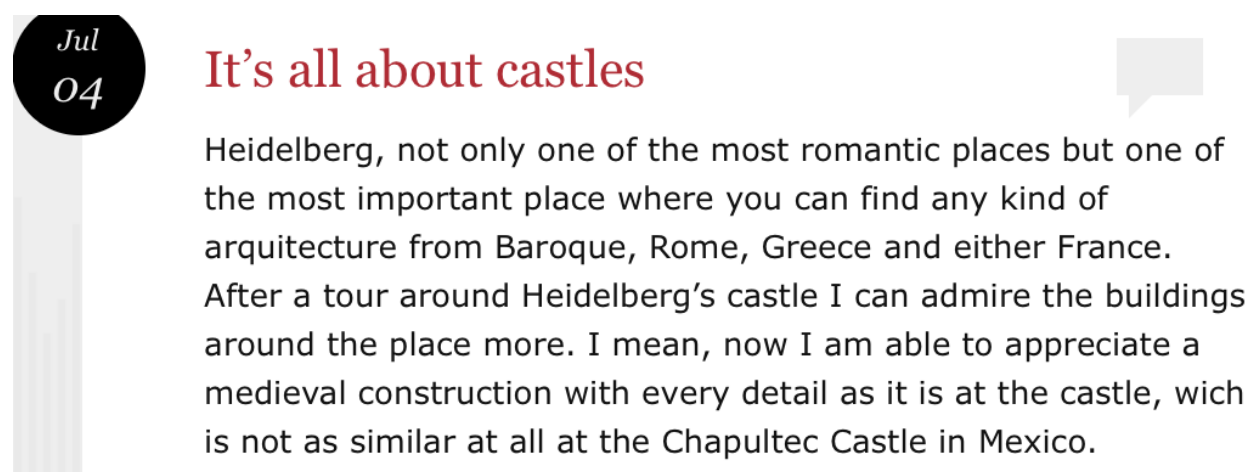 Jul
04
It’s all about castles
Heidelberg, not only one of the most romantic places but one of
the most important place where you can find any kind of
arquitecture from Baroque, Rome, Greece and either France.
After a tour around Heidelberg’s castle I can admire the buildings
around the place more. I mean, now I am able to appreciate a
medieval construction with every detail as it is at the castle, wich
is not as similar at all at the Chapultec Castle in Mexico.